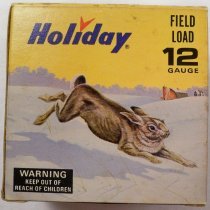 Holiday®
FIELD
LOAD
12
GAUGE
WARNING
KEEP OUT OF
REACH OF CHILDREN